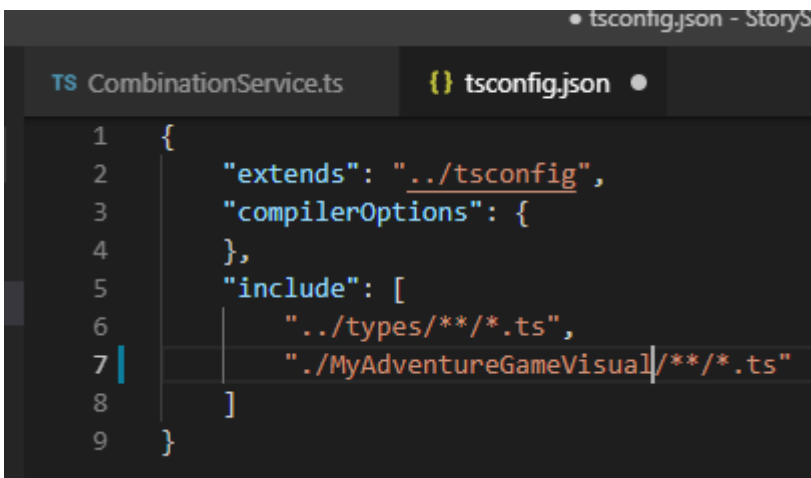 ● tsconfig.json - StoryS
TS CombinationService.ts {} tsconfig.json ●
1 {
2 "extends": "../tsconfig",
3 "compilerOptions": {
4 },
5 "include": [
6 "../types/**/*.ts",
7 "./MyAdventureGameVisual/**/*.ts"
8 ]
9 }